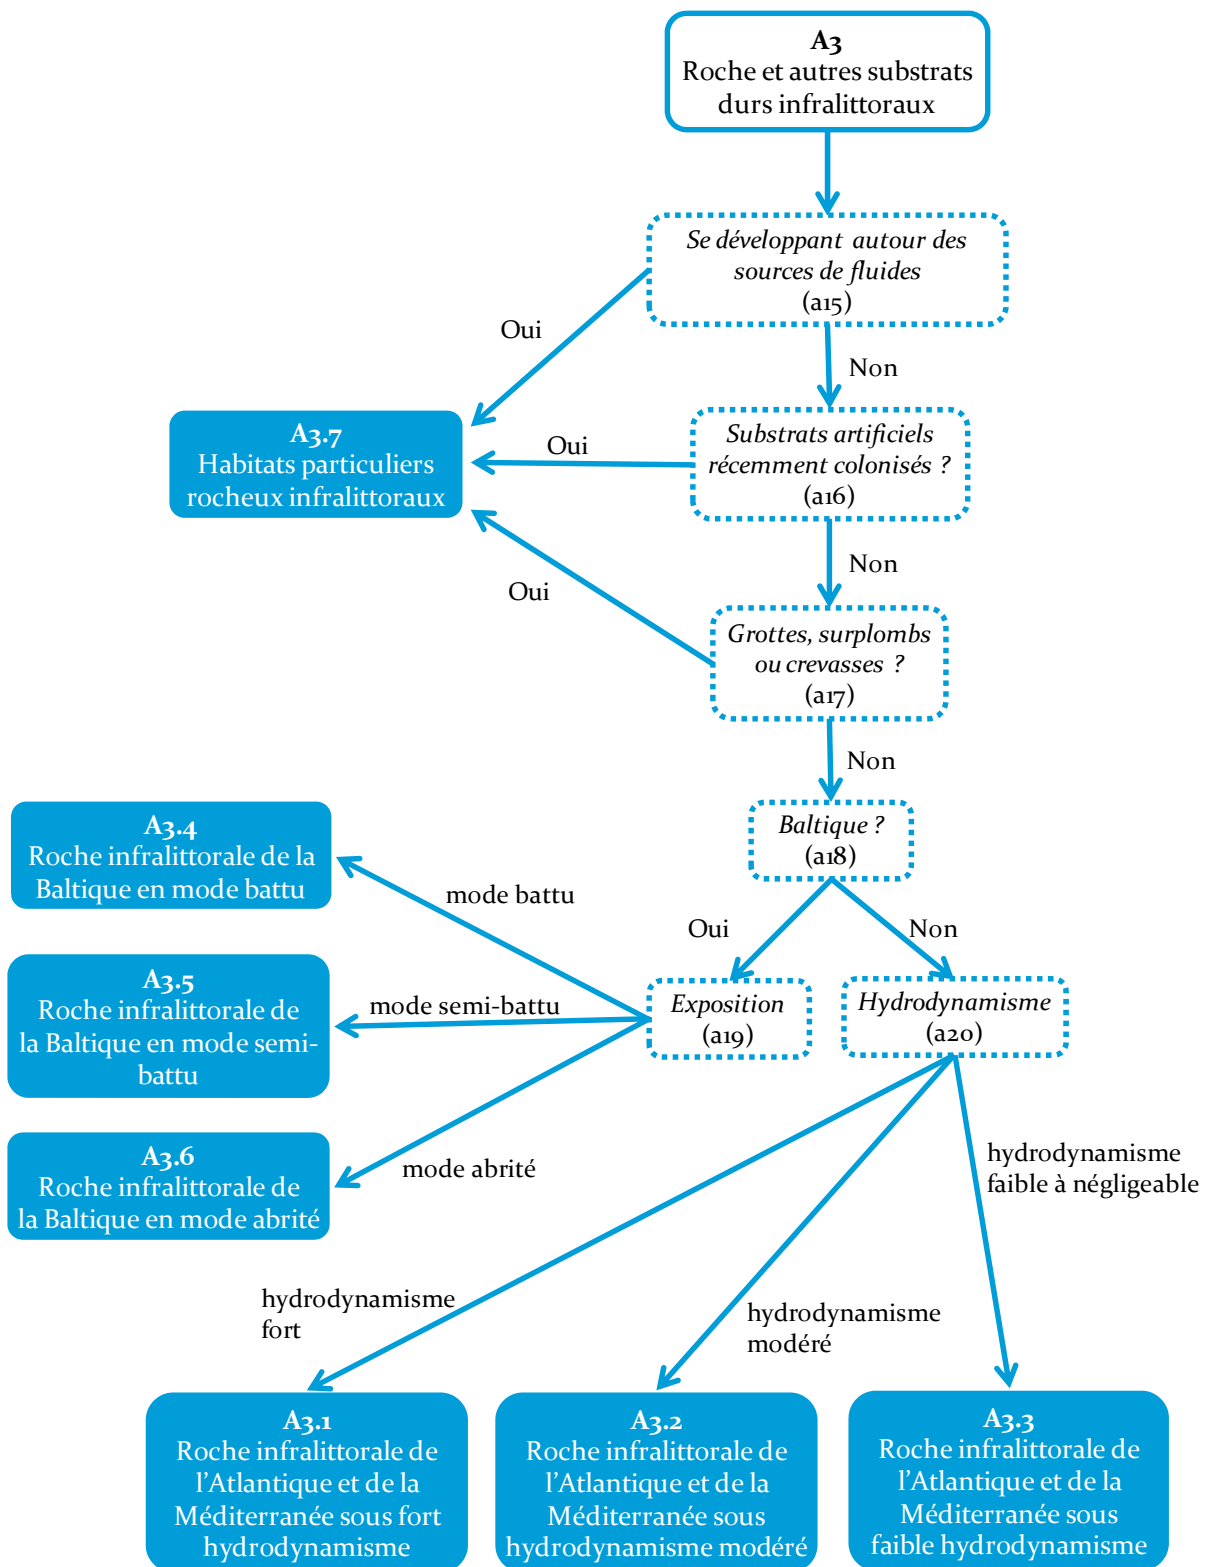 A3
Roche et autres substrats
durs infralittoraux
Se développant autour des
sources de fluides
(a15)
Oui
Non
A3.7
Habitats particuliers
rocheux infralittoraux
Oui
Substrats artificiels
récemment colonisés ?
(a16)
Non
Oui
Grottes, surplombs
ou crevasses ?
(a17)
Non
A3.4
Roche infralittorale de la
Baltique en mode battu
Baltique ?
(a18)
mode battu
Oui
Non
A3.5
Roche infralittorale de
la Baltique en mode semi-
battu
mode semi-battu
Exposition
(a19)
Hydrodynamisme
(a20)
A3.6
Roche infralittorale de
la Baltique en mode abrité
mode abrité
hydrodynamisme
faible à négligeable
hydrodynamisme
fort
hydrodynamisme
modéré
A3.1
Roche infralittorale de
l’Atlantique et de la
Méditerranée sous fort
hydrodynamisme
A3.2
Roche infralittorale de
l’Atlantique et de la
Méditerranée sous
hydrodynamisme modéré
A3.3
Roche infralittorale de
l’Atlantique et de la
Méditerranée sous
faible hydrodynamisme